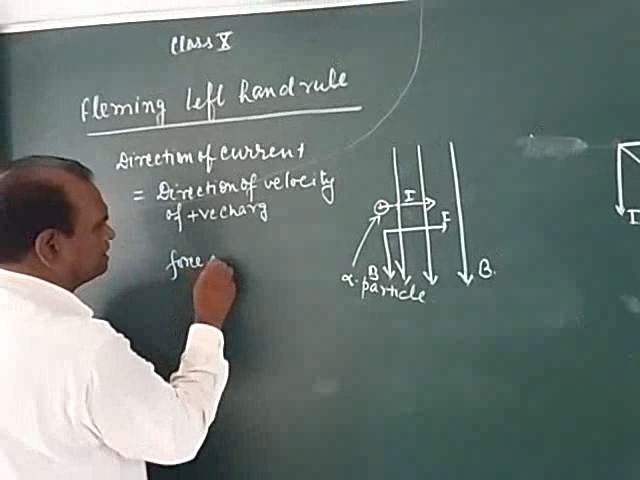 Class X
Fleming left hand rule
Direction of current
= Direction of velocity
of +ve charg
force
I
F
α. particle
B
B.
I